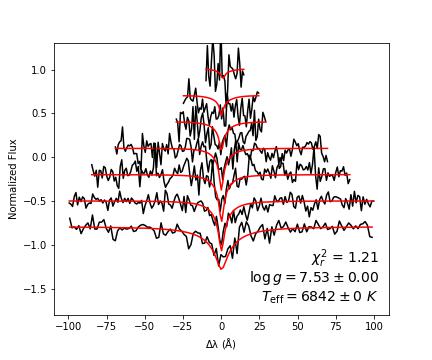 1.0
0.5
0.0
−0.5
−1.0
−1.5
Normalized Flux
χ²ᵣ = 1.21
log g = 7.53 ± 0.00
T_eff = 6842 ± 0 K
−100 −75 −50 −25 0 25 50 75 100
Δλ (Å)